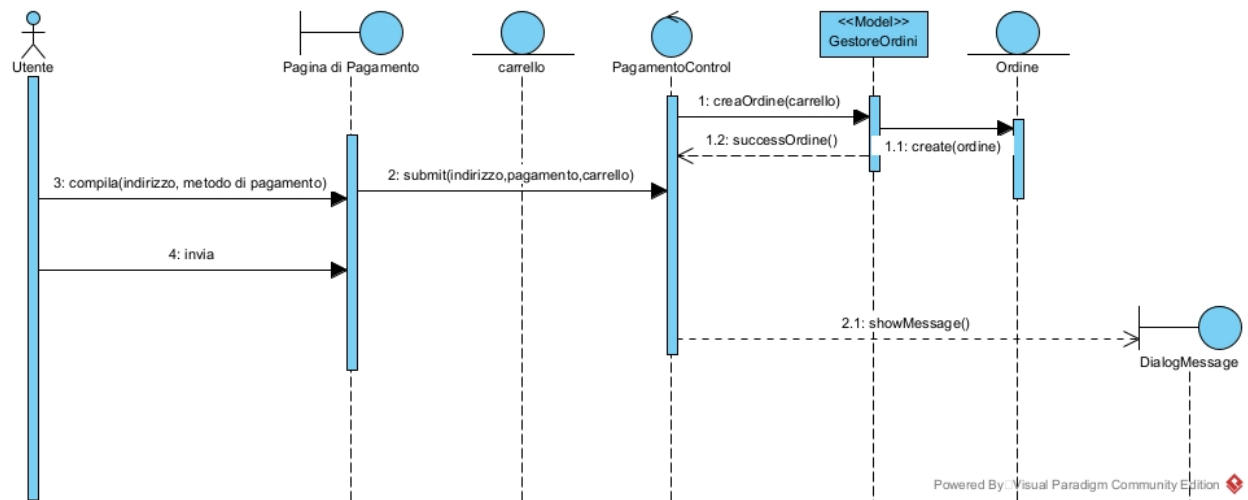 <<Model>>
GestoreOrdini
Utente
Pagina di Pagamento
carrello
PagamentoControl
Ordine
1: creaOrdine(carrello)
1.2: successOrdine()
1.1: create(ordine)
3: compila(indirizzo, metodo di pagamento)
2: submit(indirizzo,pagamento,carrello)
4: invia
2.1: showMessage()
DialogMessage
Powered By Visual Paradigm Community Edition